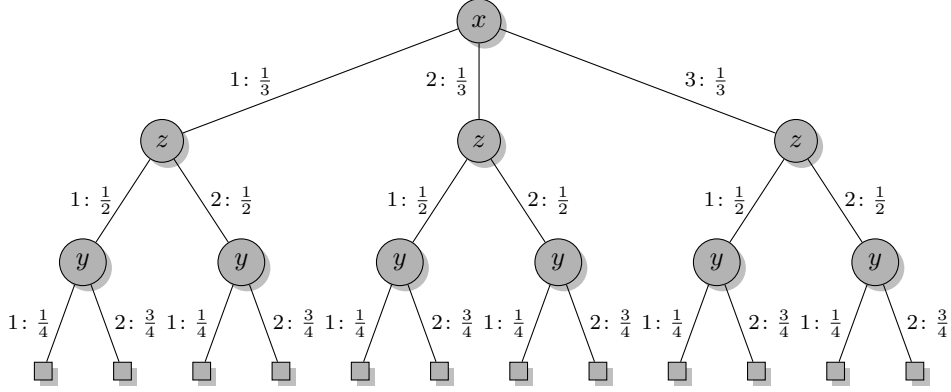 x
1: 1/3 2: 1/3 3: 1/3
z z z
1: 1/2 2: 1/2 1: 1/2 2: 1/2 1: 1/2 2: 1/2
y y y y y y
1: 1/4 2: 3/4 1: 1/4 2: 3/4 1: 1/4 2: 3/4 1: 1/4 2: 3/4 1: 1/4 2: 3/4 1: 1/4 2: 3/4